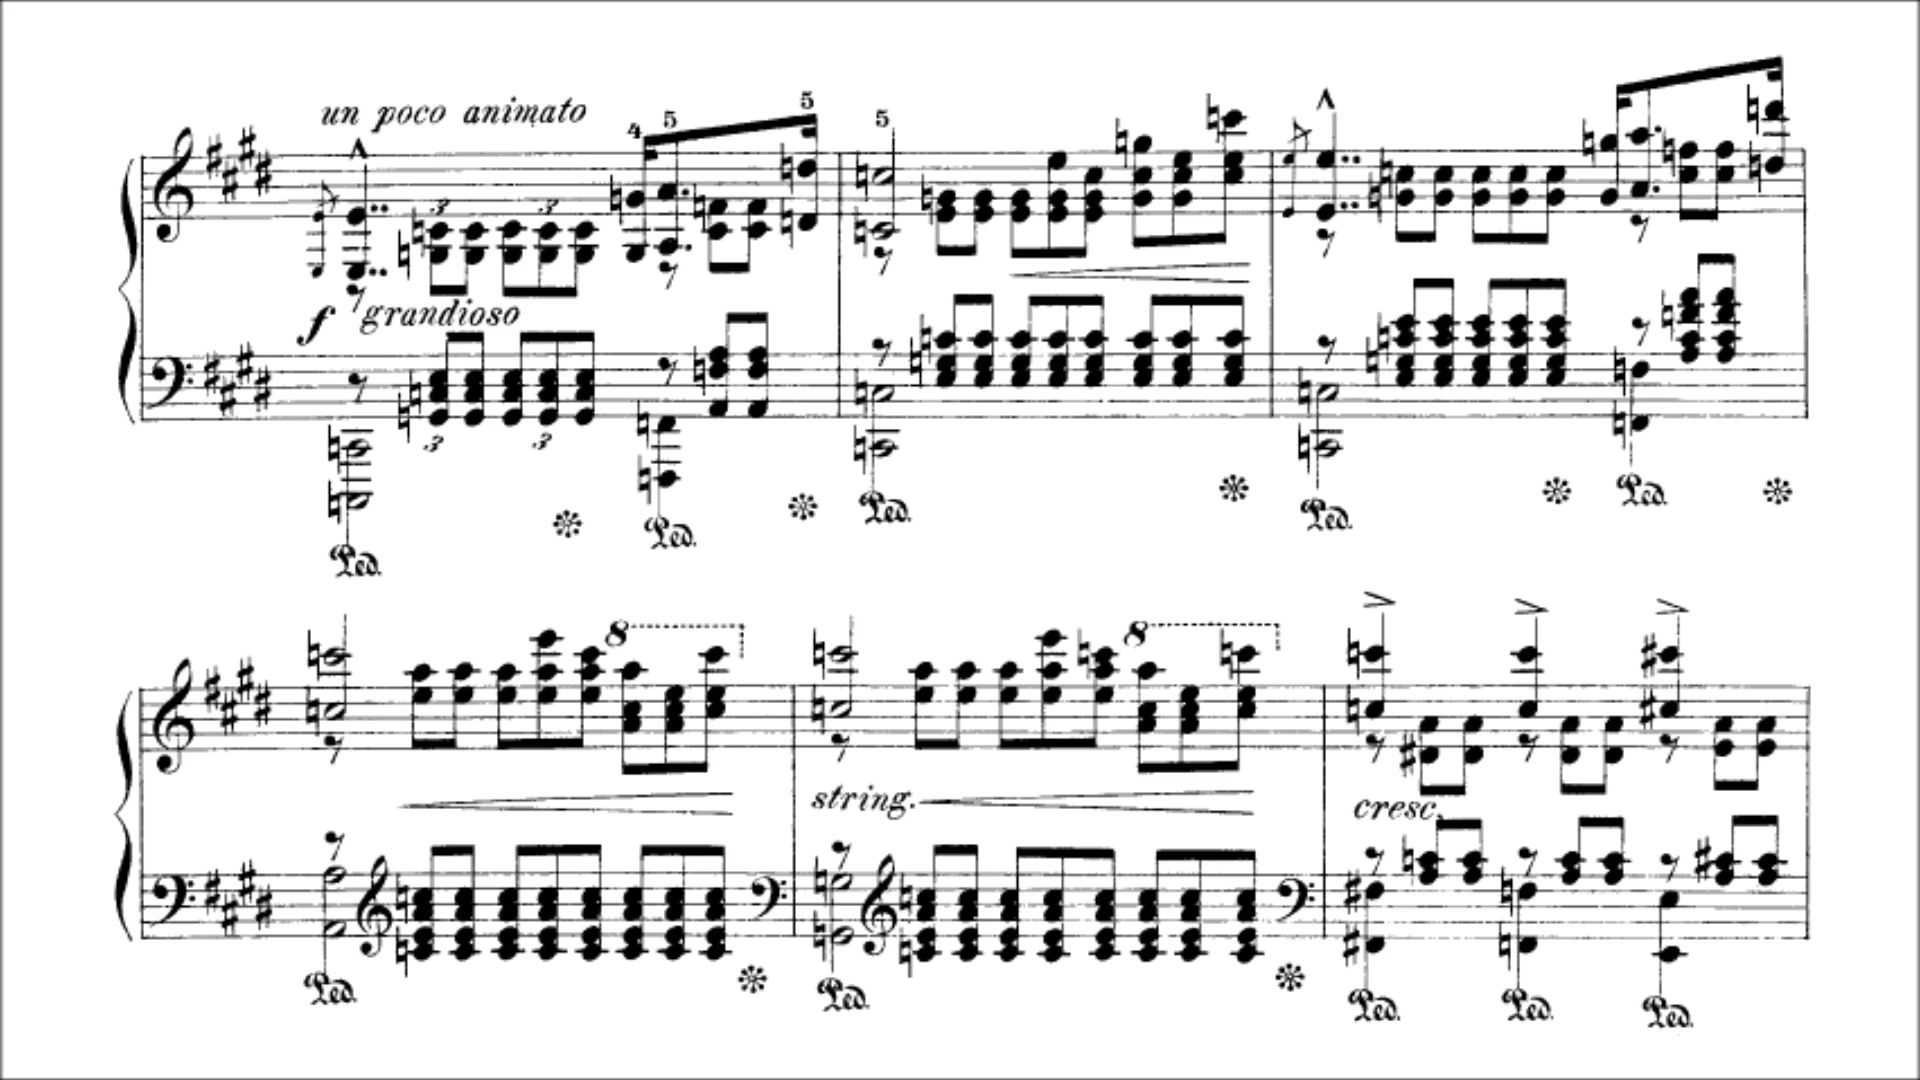 un poco animato
4 5 5 5
3 3
f grandioso
3 3
Ped. Ped. Ped. Ped. Ped.
8 8
string. cresc.
Ped. Ped. Ped. Ped. Ped.